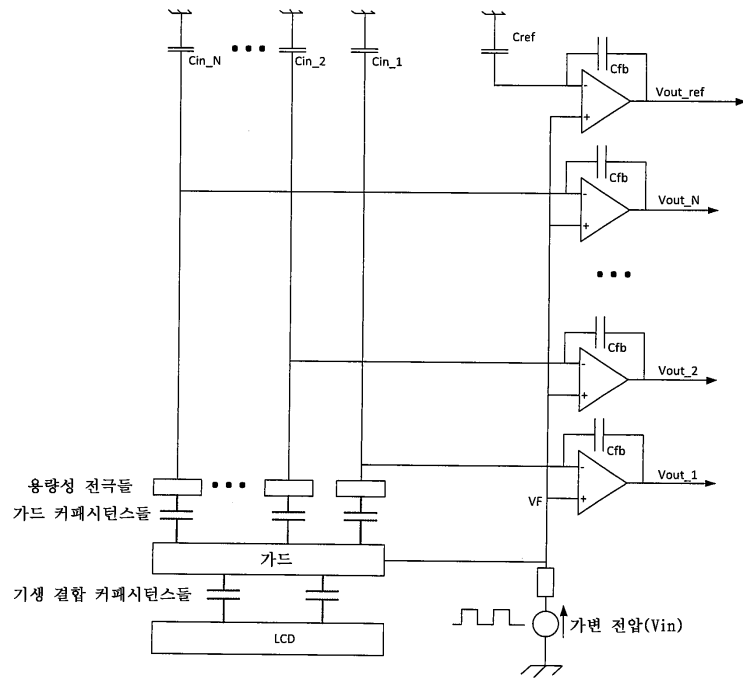 Cref
Cin_N
Cin_2
Cin_1
Cfb
Vout_ref
Cfb
Vout_N
Cfb
Vout_2
Cfb
Vout_1
용량성 전극들
VF
가드 커패시턴스들
가드
기생 결합 커패시턴스들
가변 전압(Vin)
LCD
-
+
-
+
-
+
-
+